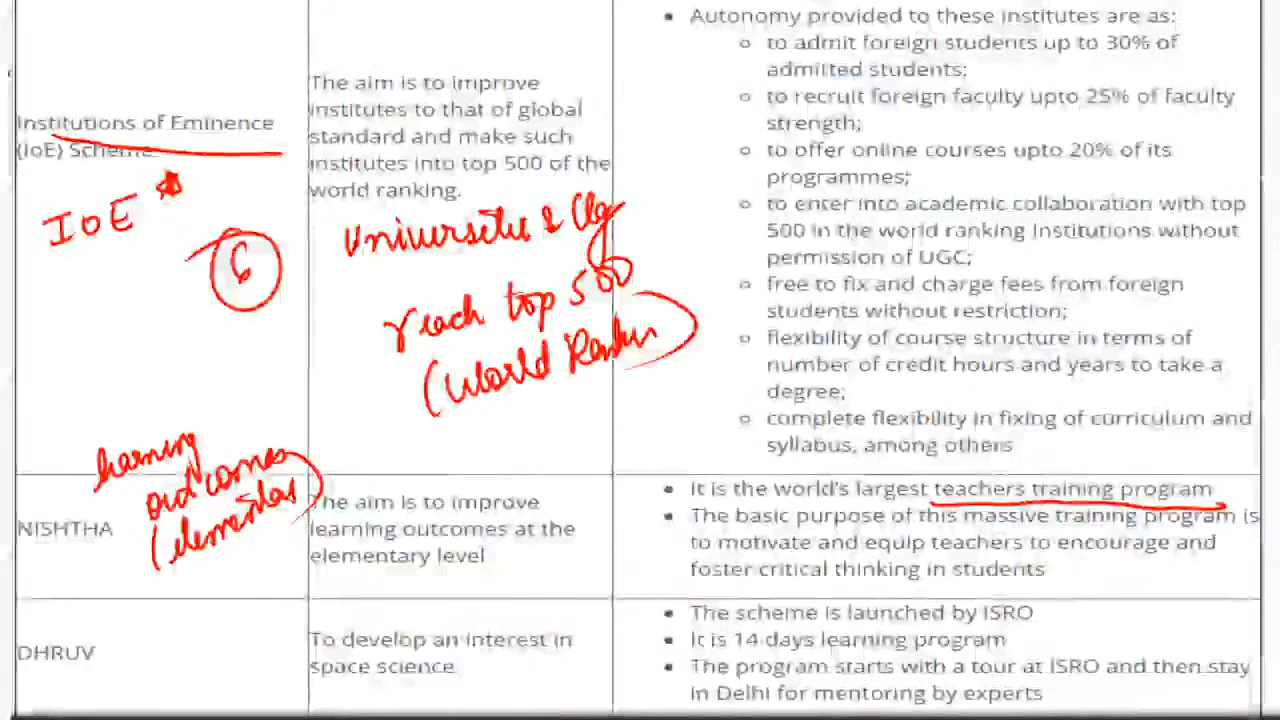 Institutions of Eminence
(IoE) Scheme
IoE
6
The aim is to improve
institutes to that of global
standard and make such
institutes into top 500 of the
world ranking.
Universities & Clg
reach top 500
(World
Autonomy provided to these institutes are as:
to admit foreign students up to 30% of
admitted students;
to recruit foreign faculty upto 25% of faculty
strength;
to offer online courses upto 20% of its
programmes;
to enter into academic collaboration with top
500 in the world ranking Institutions without
permission of UGC;
free to fix and charge fees from foreign
students without restriction;
flexibility of course structure in terms of
number of credit hours and years to take a
degree;
complete flexibility in fixing of curriculum and
syllabus, among others
learning
outcomes
NISHTHA
The aim is to improve
learning outcomes at the
elementary level
It is the world's largest teachers training program
The basic purpose of this massive training program is
to motivate and equip teachers to encourage and
foster critical thinking in students
DHRUV
To develop an interest in
space science.
The scheme is launched by ISRO
It is 14 days learning program
The program starts with a tour at ISRO and then stay
in Delhi for mentoring by experts